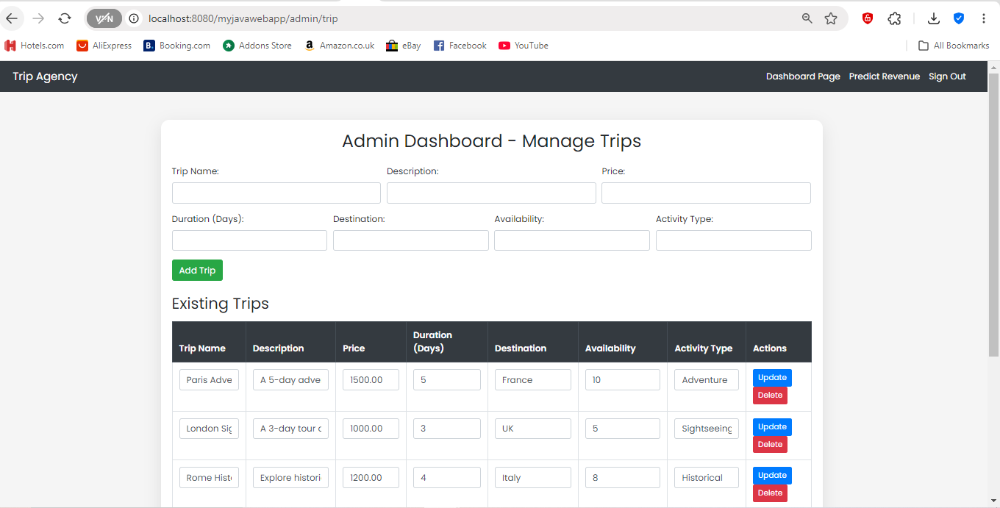 VPN localhost:8080/myjavawebapp/admin/trip
Hotels.com AliExpress Booking.com Addons Store Amazon.co.uk eBay Facebook YouTube All Bookmarks
Trip Agency Dashboard Page Predict Revenue Sign Out
Admin Dashboard - Manage Trips
Trip Name: Description: Price:
Duration (Days): Destination: Availability: Activity Type:
Add Trip
Existing Trips
Trip Name Description Price Duration (Days) Destination Availability Activity Type Actions
Paris Adve A 5-day adve 1500.00 5 France 10 Adventure Update
Delete
London Sig A 3-day tour 1000.00 3 UK 5 Sightseeing Update
Delete
Rome Hist Explore histori 1200.00 4 Italy 8 Historical Update
Delete